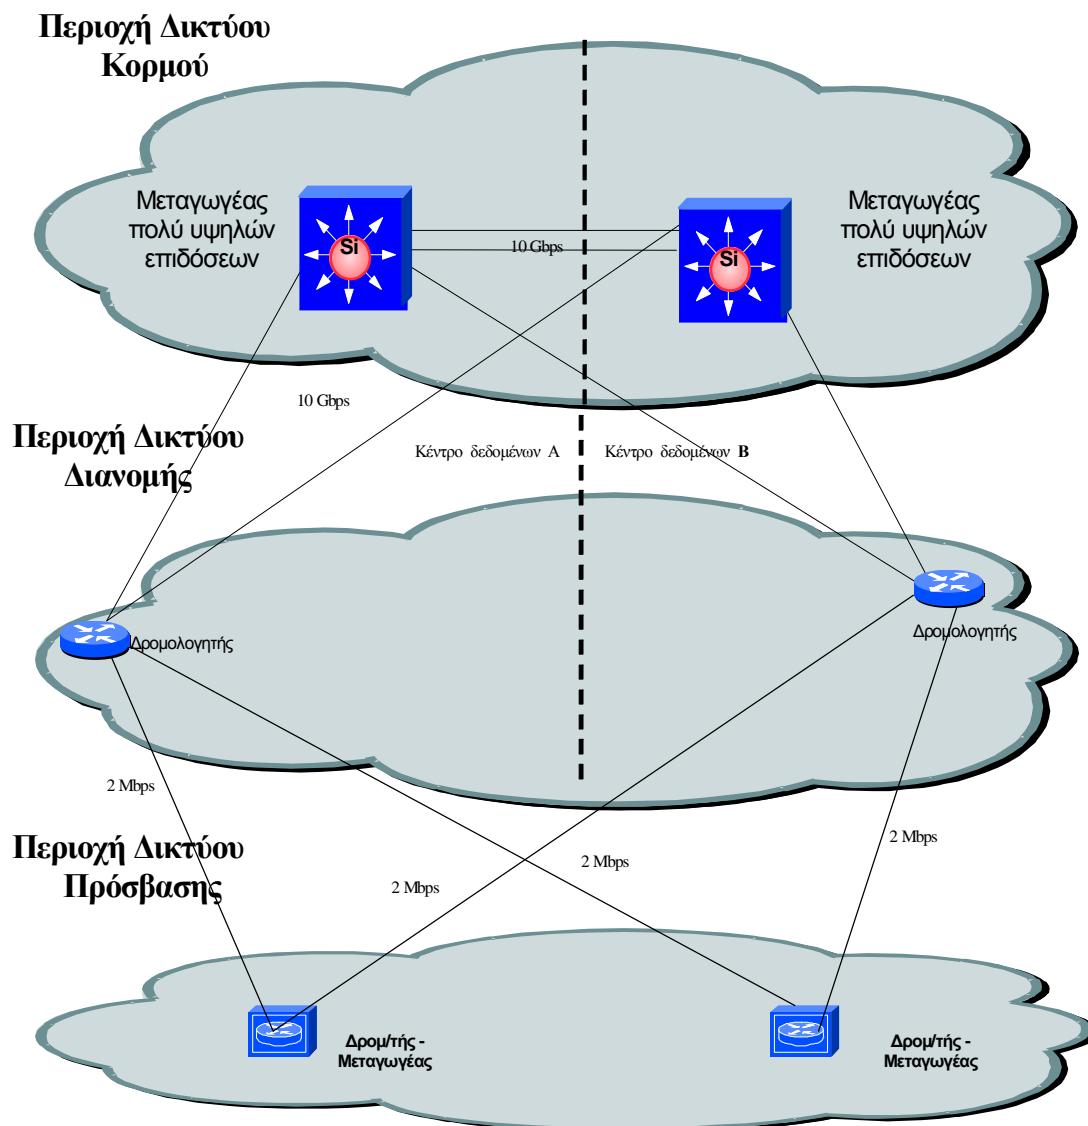 Περιοχή Δικτύου
Κορμού
Μεταγωγέας
πολύ υψηλών
επιδόσεων
Si
10 Gbps
Si
Μεταγωγέας
πολύ υψηλών
επιδόσεων
10 Gbps
Περιοχή Δικτύου
Διανομής
Κέντρο δεδομένων Α
Κέντρο δεδομένων Β
Δρομολογητής
Δρομολογητής
2 Mbps
2 Mbps
2 Mbps
2 Mbps
Περιοχή Δικτύου
Πρόσβασης
Δρομ/τής -
Μεταγωγέας
Δρομ/τής -
Μεταγωγέας